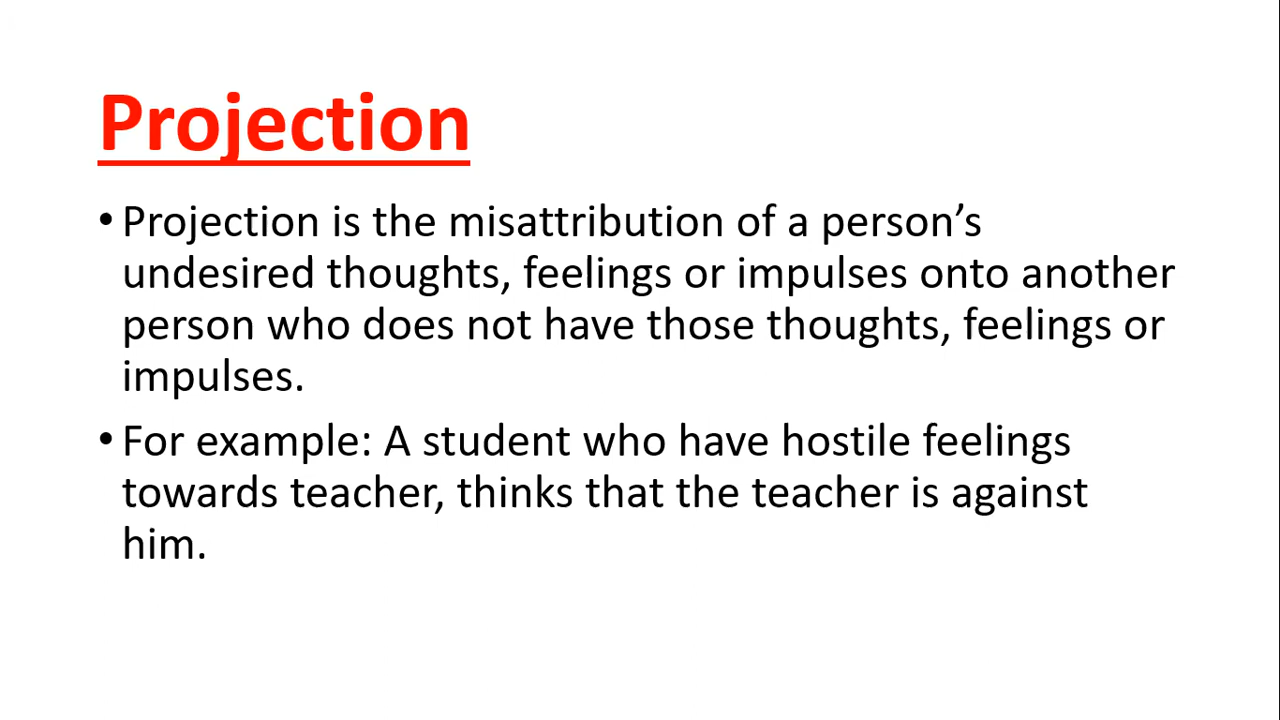 Projection
• Projection is the misattribution of a person’s
undesired thoughts, feelings or impulses onto another
person who does not have those thoughts, feelings or
impulses.
• For example: A student who have hostile feelings
towards teacher, thinks that the teacher is against
him.